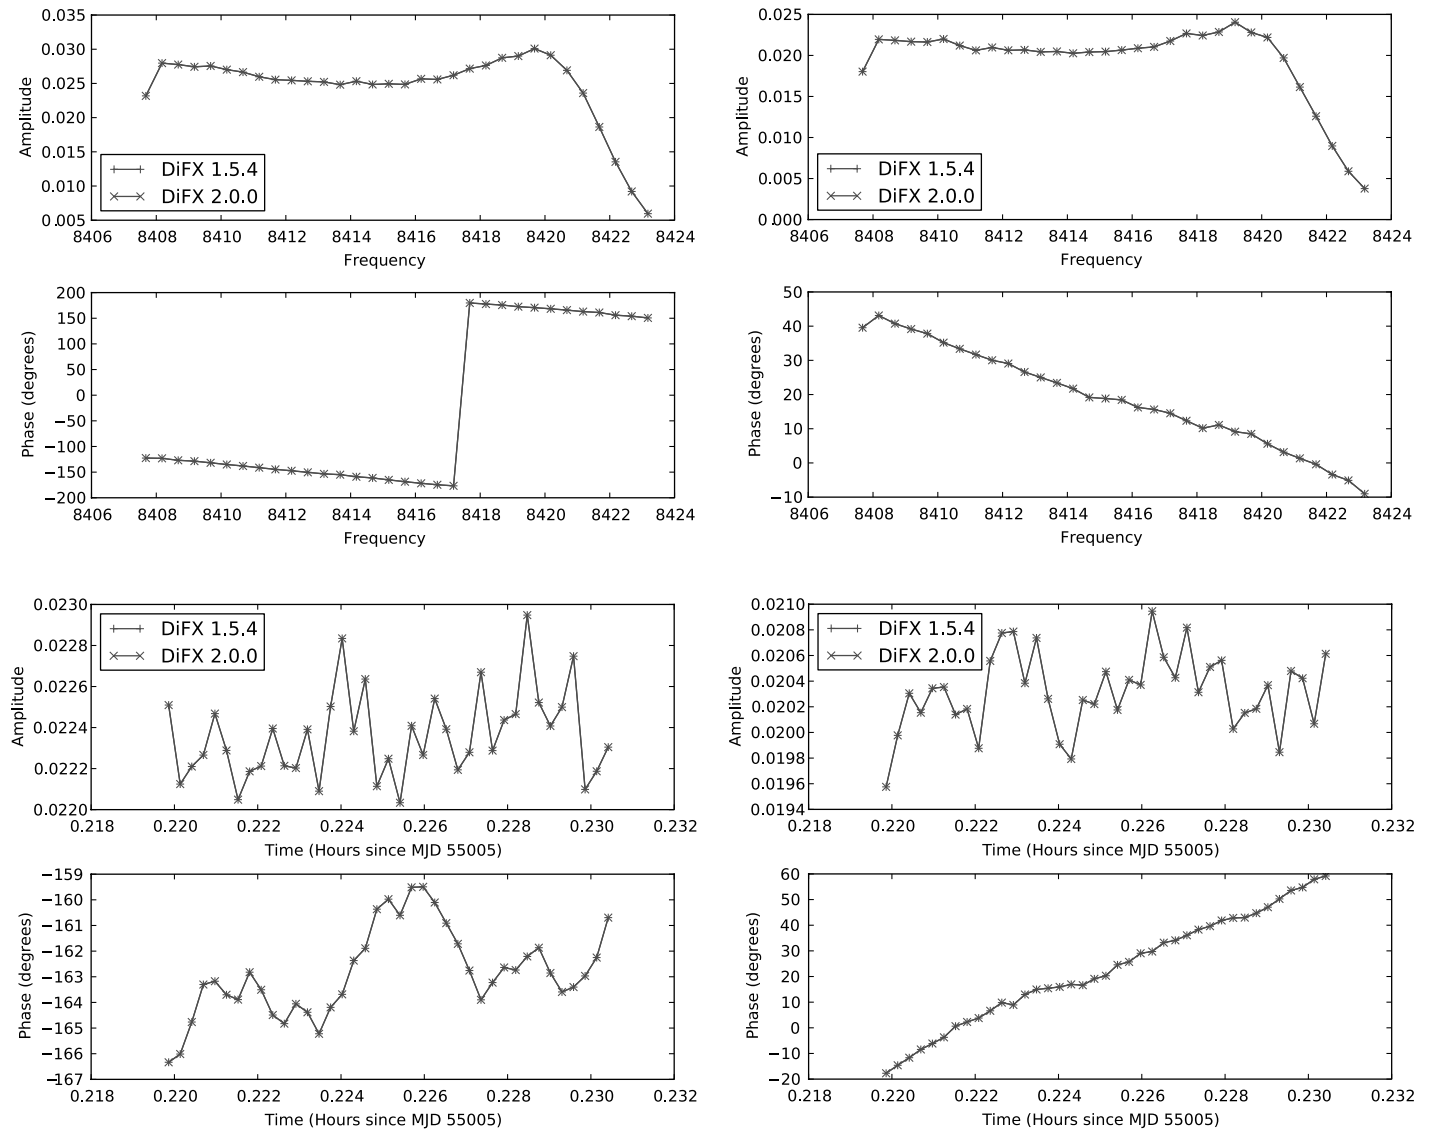 0.035
0.030
0.025
0.020
0.015
0.010
0.005
Amplitude
DiFX 1.5.4
DiFX 2.0.0
8406 8408 8410 8412 8414 8416 8418 8420 8422 8424
Frequency
0.025
0.020
0.015
0.010
0.005
0.000
Amplitude
DiFX 1.5.4
DiFX 2.0.0
8406 8408 8410 8412 8414 8416 8418 8420 8422 8424
Frequency
200
150
100
50
0
−50
−100
−150
−200
Phase (degrees)
8406 8408 8410 8412 8414 8416 8418 8420 8422 8424
Frequency
50
40
30
20
10
0
−10
Phase (degrees)
8406 8408 8410 8412 8414 8416 8418 8420 8422 8424
Frequency
0.0230
0.0228
0.0226
0.0224
0.0222
0.0220
Amplitude
DiFX 1.5.4
DiFX 2.0.0
0.218 0.220 0.222 0.224 0.226 0.228 0.230 0.232
Time (Hours since MJD 55005)
0.0210
0.0208
0.0206
0.0204
0.0202
0.0200
0.0198
0.0196
0.0194
Amplitude
DiFX 1.5.4
DiFX 2.0.0
0.218 0.220 0.222 0.224 0.226 0.228 0.230 0.232
Time (Hours since MJD 55005)
−159
−160
−161
−162
−163
−164
−165
−166
−167
Phase (degrees)
0.218 0.220 0.222 0.224 0.226 0.228 0.230 0.232
Time (Hours since MJD 55005)
60
50
40
30
20
10
0
−10
−20
Phase (degrees)
0.218 0.220 0.222 0.224 0.226 0.228 0.230 0.232
Time (Hours since MJD 55005)